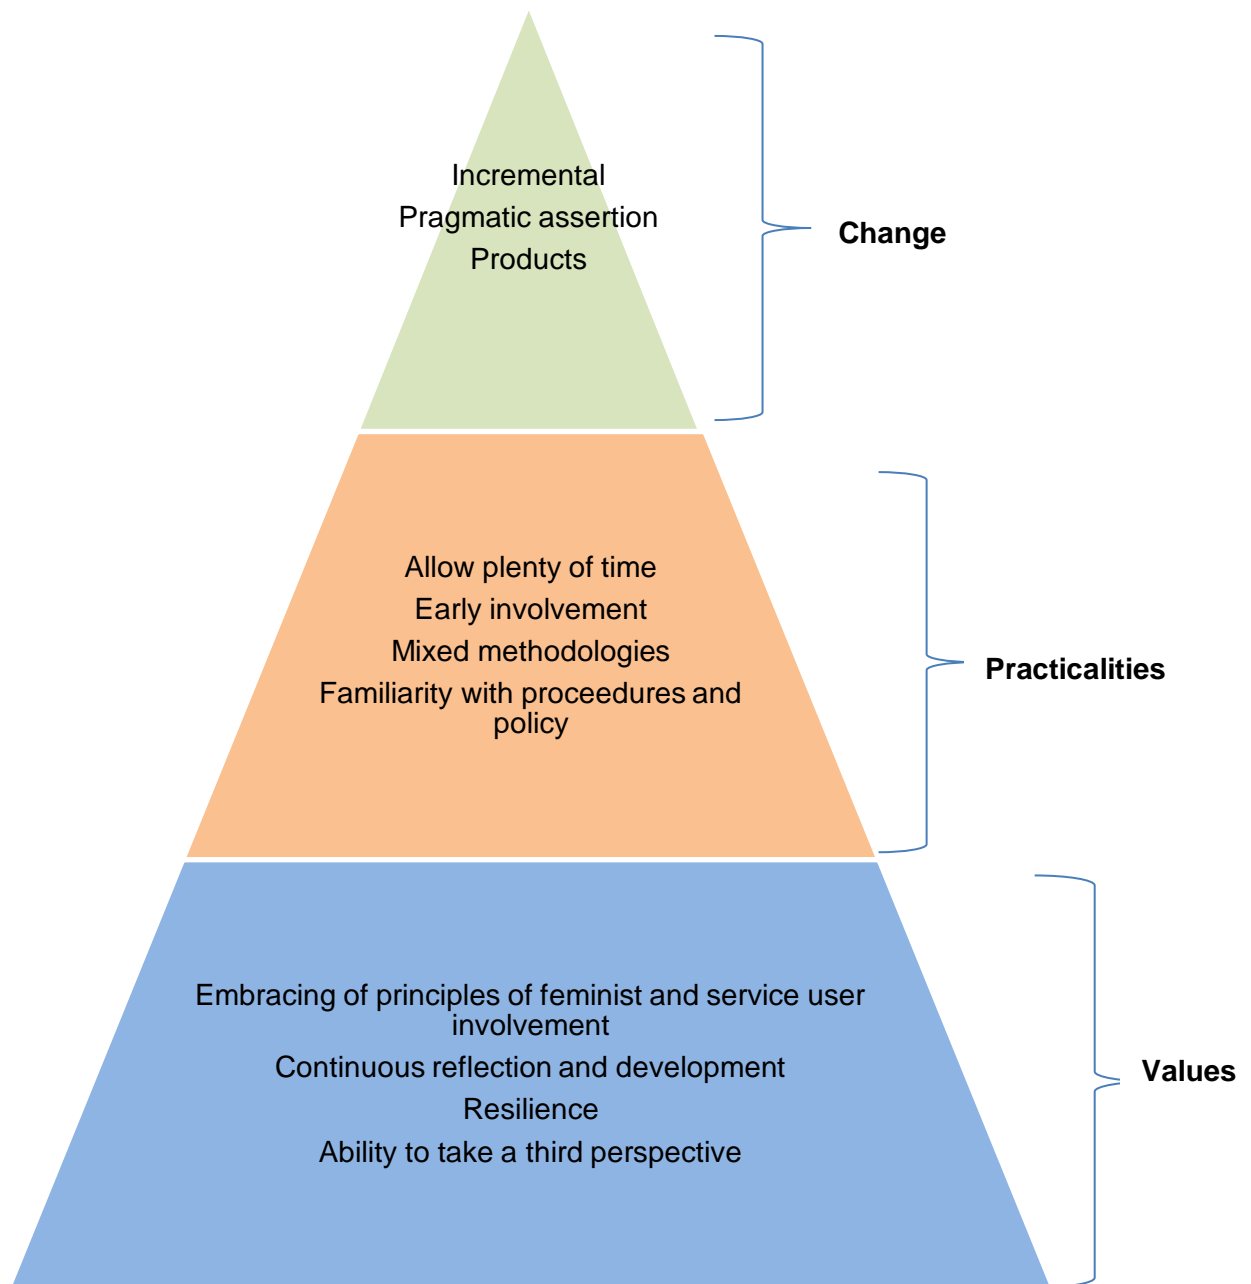 Incremental
Pragmatic assertion
Products
Change
Allow plenty of time
Early involvement
Mixed methodologies
Familiarity with proceedures and
policy
Practicalities
Embracing of principles of feminist and service user
involvement
Continuous reflection and development
Resilience
Ability to take a third perspective
Values